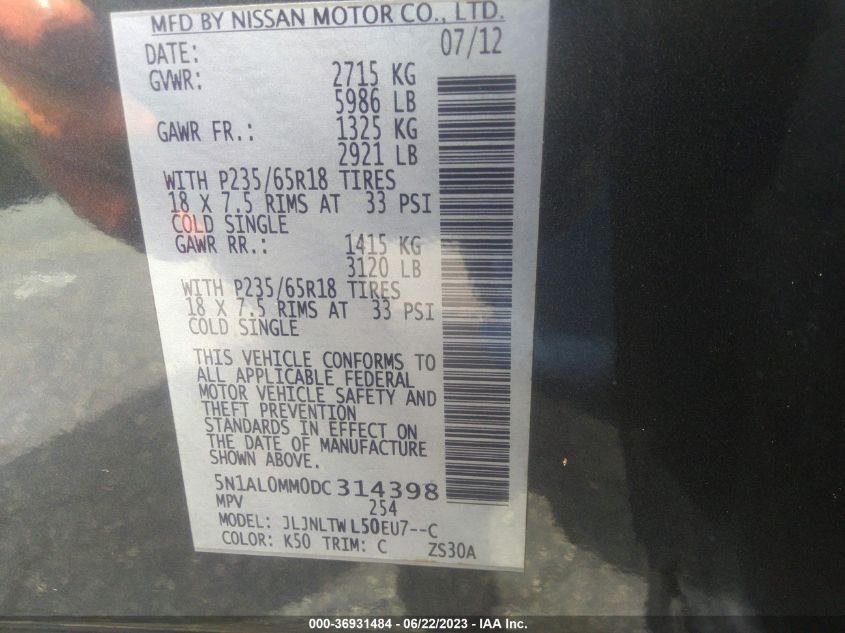 MFD BY NISSAN MOTOR CO., LTD.
DATE: 07/12
GVWR: 2715 KG
5986 LB
GAWR FR.: 1325 KG
2921 LB
WITH P235/65R18 TIRES
18 X 7.5 RIMS AT 33 PSI
COLD SINGLE
GAWR RR.: 1415 KG
3120 LB
WITH P235/65R18 TIRES
18 X 7.5 RIMS AT 33 PSI
COLD SINGLE
THIS VEHICLE CONFORMS TO
ALL APPLICABLE FEDERAL
MOTOR VEHICLE SAFETY AND
THEFT PREVENTION
STANDARDS IN EFFECT ON
THE DATE OF MANUFACTURE
SHOWN ABOVE.
5N1AL0MM0DC314398
MPV 254
MODEL: JLJNLTWL50EU7--C
COLOR: K50 TRIM: C ZS30A
000-36931484 - 06/22/2023 - IAA Inc.